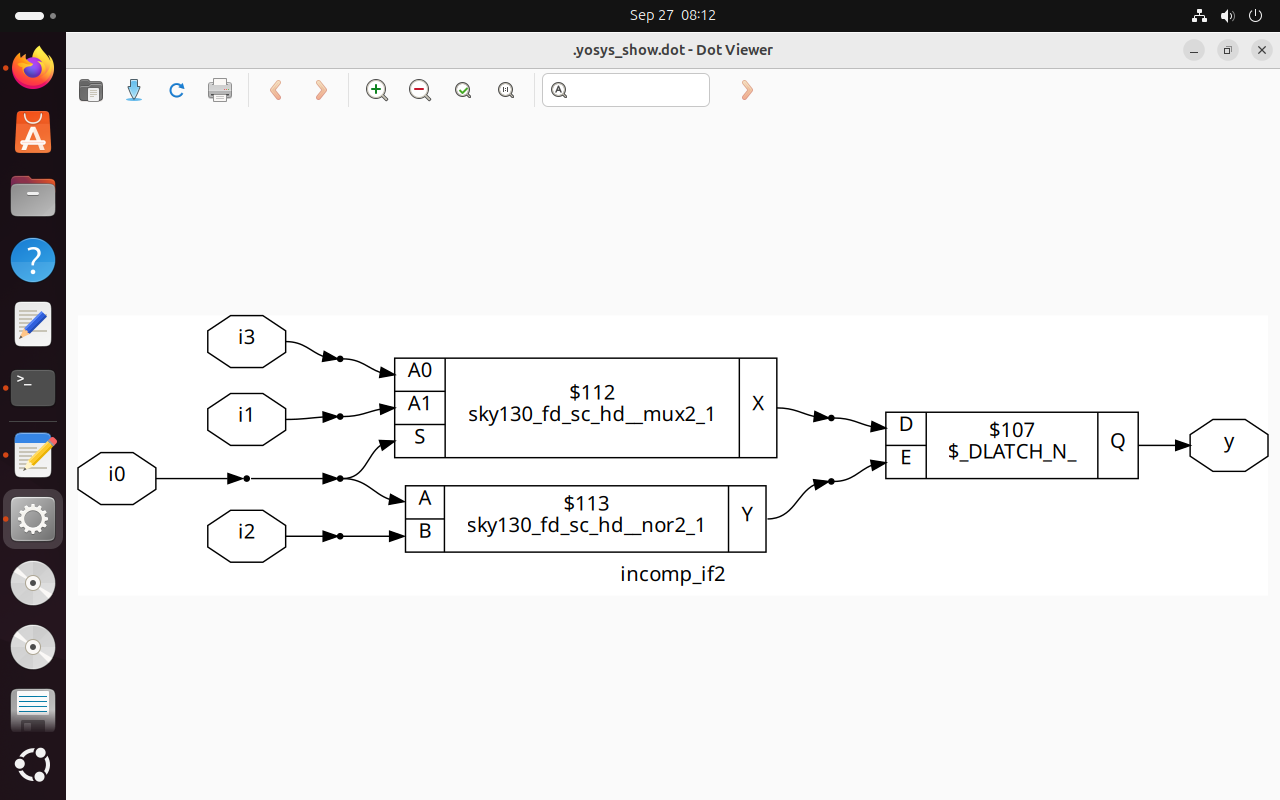 Sep 27 08:12
.yosys_show.dot - Dot Viewer
i3
i1
i0
i2
A0
A1
S
$112
sky130_fd_sc_hd__mux2_1
X
A
B
$113
sky130_fd_sc_hd__nor2_1
Y
D
E
$107
$_DLATCH_N_
Q
y
incomp_if2